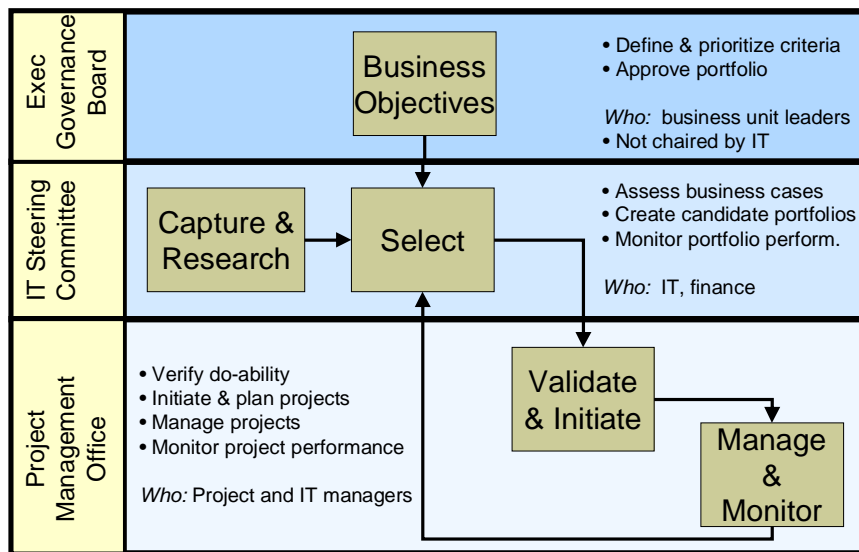 Exec
Governance
Board
Business
Objectives
• Define & prioritize criteria
• Approve portfolio
Who: business unit leaders
• Not chaired by IT
IT Steering
Committee
Capture &
Research
Select
• Assess business cases
• Create candidate portfolios
• Monitor portfolio perform.
Who: IT, finance
Project
Management
Office
• Verify do-ability
• Initiate & plan projects
• Manage projects
• Monitor project performance
Who: Project and IT managers
Validate
& Initiate
Manage
&
Monitor